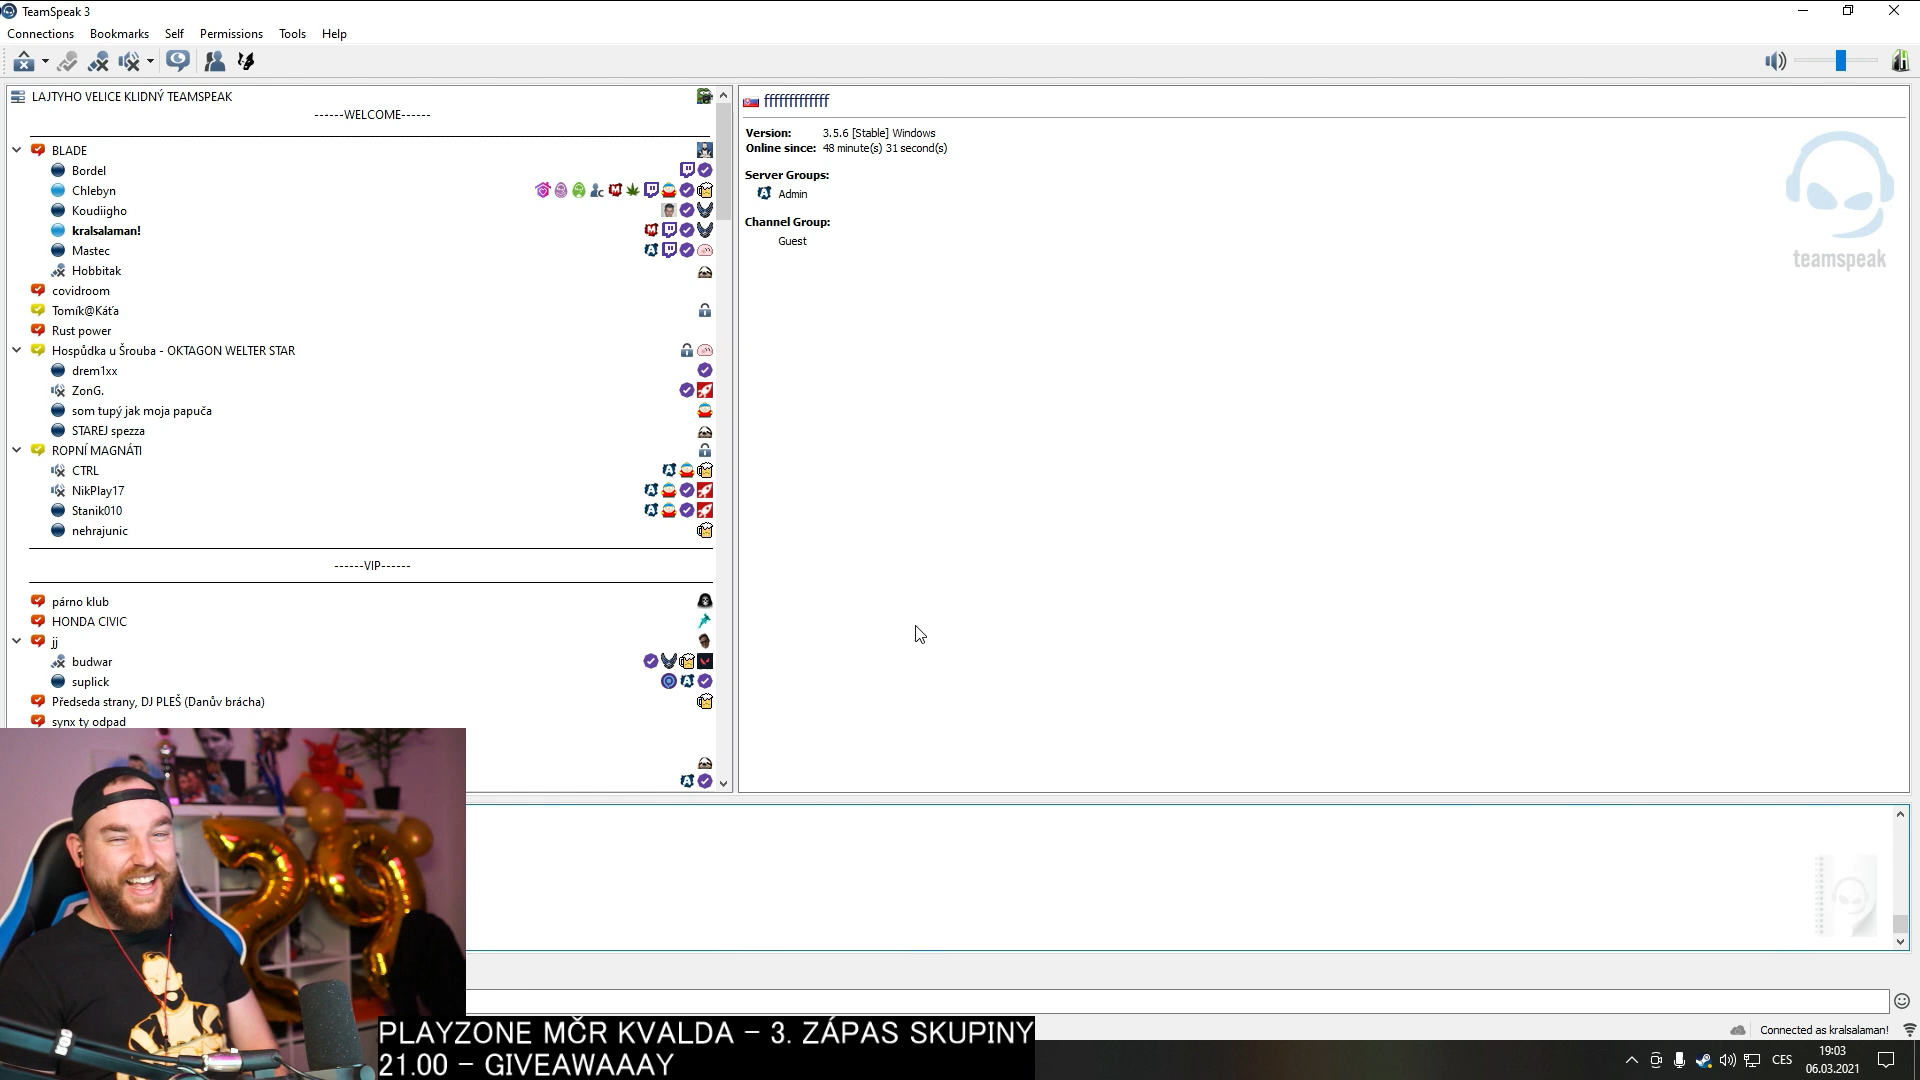 TeamSpeak 3
Connections Bookmarks Self Permissions Tools Help
LAJTYHO VELICE KLIDNÝ TEAMSPEAK
------WELCOME------
BLADE
Bordel
Chlebyn
Koudiigho
kralsalaman!
Mastec
Hobbitak
covidroom
Tomík@Káťa
Rust power
Hospůdka u Šrouba - OKTAGON WELTER STAR
drem1xx
ZonG.
som tupý jak moja papuča
STAREJ spezza
ROPNÍ MAGNÁTI
CTRL
NikPlay17
Stanik010
nehrajunic
------VIP------
párno klub
HONDA CIVIC
jj
budwar
suplick
Předseda strany, DJ PLEŠ (Danův brácha)
synx ty odpad
fffffffffffff
Version: 3.5.6 [Stable] Windows
Online since: 48 minute(s) 31 second(s)
Server Groups:
Admin
Channel Group:
Guest
teamspeak
29
PLAYZONE MČR KVALDA – 3. ZÁPAS SKUPINY
21.00 – GIVEAWAAAY
Connected as kralsalaman!
CES
19:03
06.03.2021